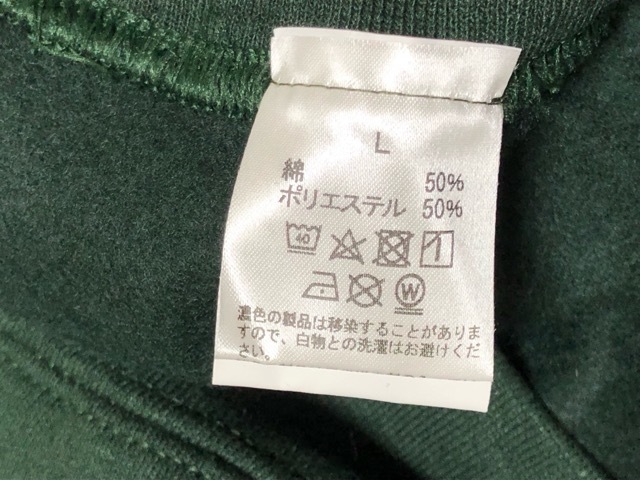 L
綿 50%
ポリエステル 50%
40
W
濃色の製品は移染することがありま
すので、白物との洗濯はお避けくだ